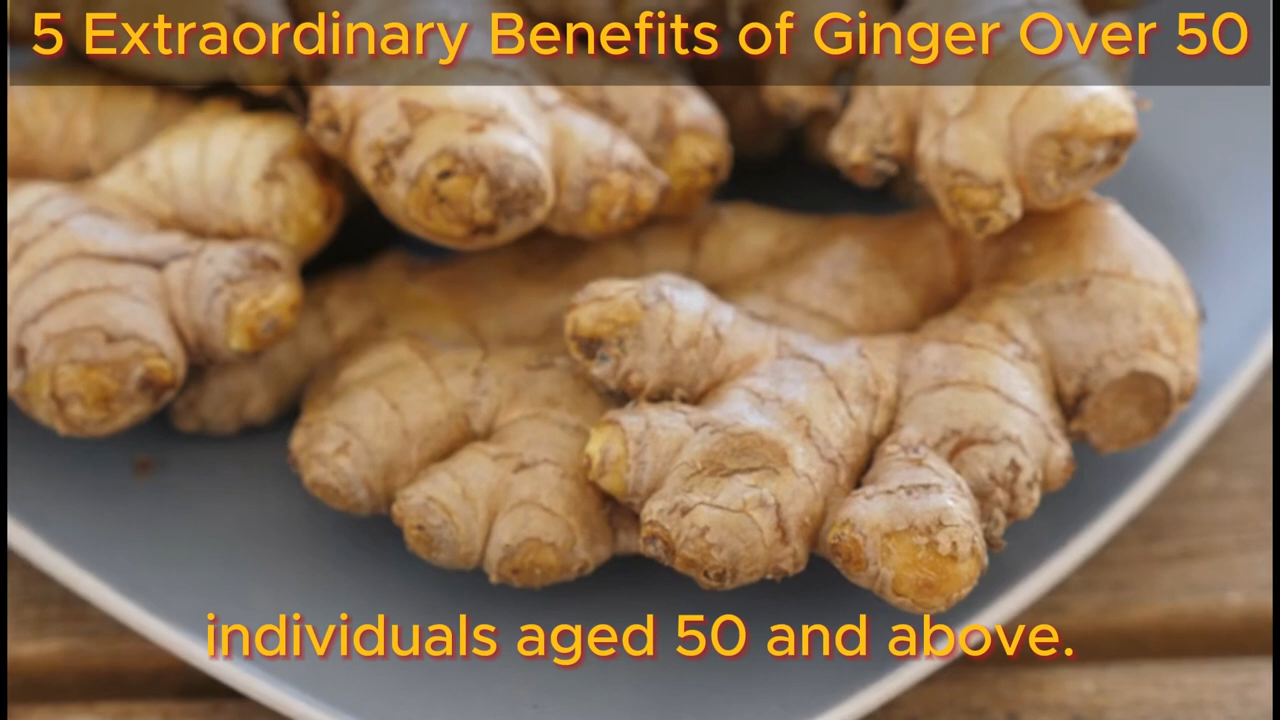 5 Extraordinary Benefits of Ginger Over 50
individuals aged 50 and above.